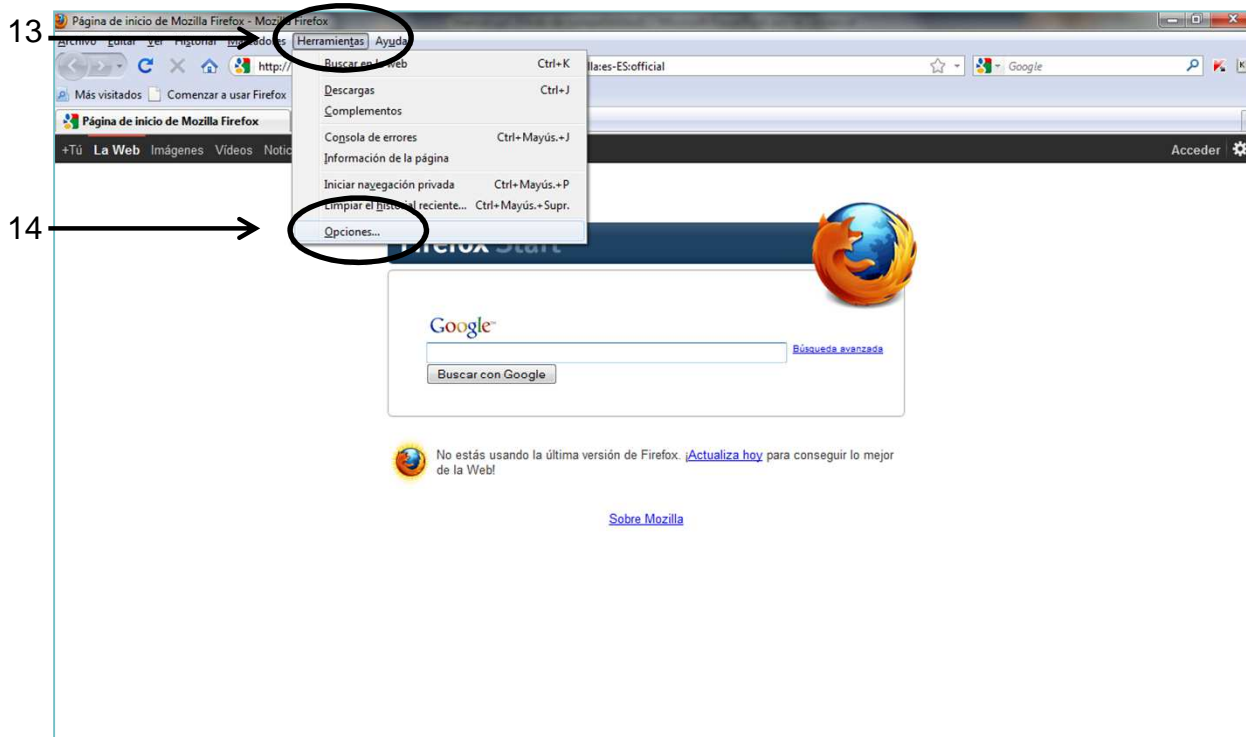 Página de inicio de Mozilla Firefox - Mozilla Firefox
13
Archivo Editar Ver Historial Marcadores Herramientas Ayuda
http:// lla:es-ES:official Google
Más visitados Comenzar a usar Firefox
Página de inicio de Mozilla Firefox
+Tú La Web Imágenes Vídeos Notic Acceder
Buscar en la web Ctrl+K
Descargas Ctrl+J
Complementos
Consola de errores Ctrl+Mayús.+J
Información de la página
Iniciar navegación privada Ctrl+Mayús.+P
Limpiar el historial reciente... Ctrl+Mayús.+Supr.
14
Opciones...
Firefox Start
Google™
Búsqueda avanzada
Buscar con Google
No estás usando la última versión de Firefox. ¡Actualiza hoy para conseguir lo mejor
de la Web!
Sobre Mozilla